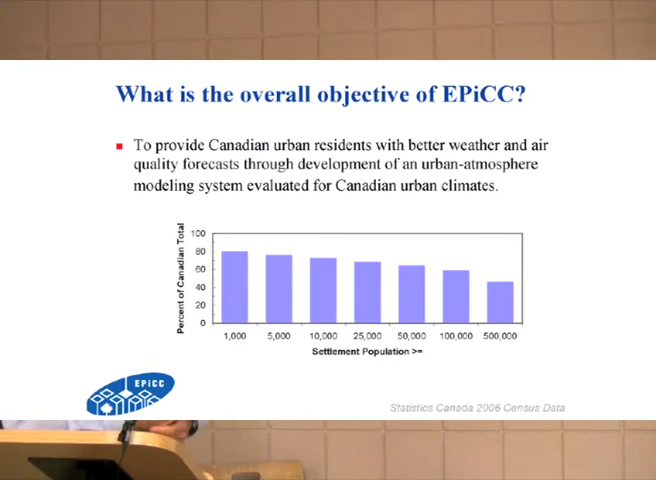 What is the overall objective of EPiCC?
To provide Canadian urban residents with better weather and air
quality forecasts through development of an urban-atmosphere
modeling system evaluated for Canadian urban climates.
Percent of Canadian Total
100
80
60
40
20
0
1,000 5,000 10,000 25,000 50,000 100,000 500,000
Settlement Population >=
EPiCC
Statistics Canada 2006 Census Data